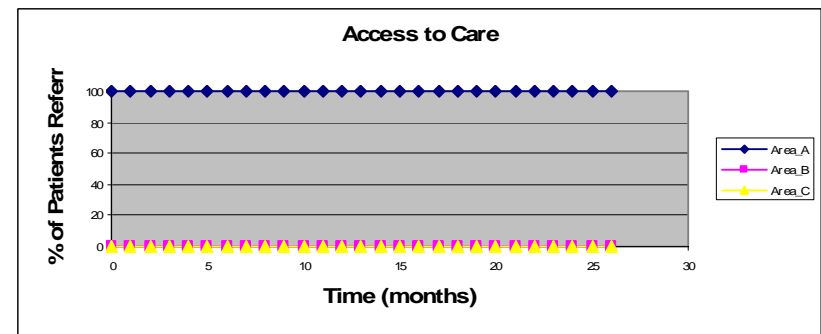 Access to Care
% of Patients Referr
100
80
60
40
20
0
0 5 10 15 20 25 30
Time (months)
Area_A
Area_B
Area_C